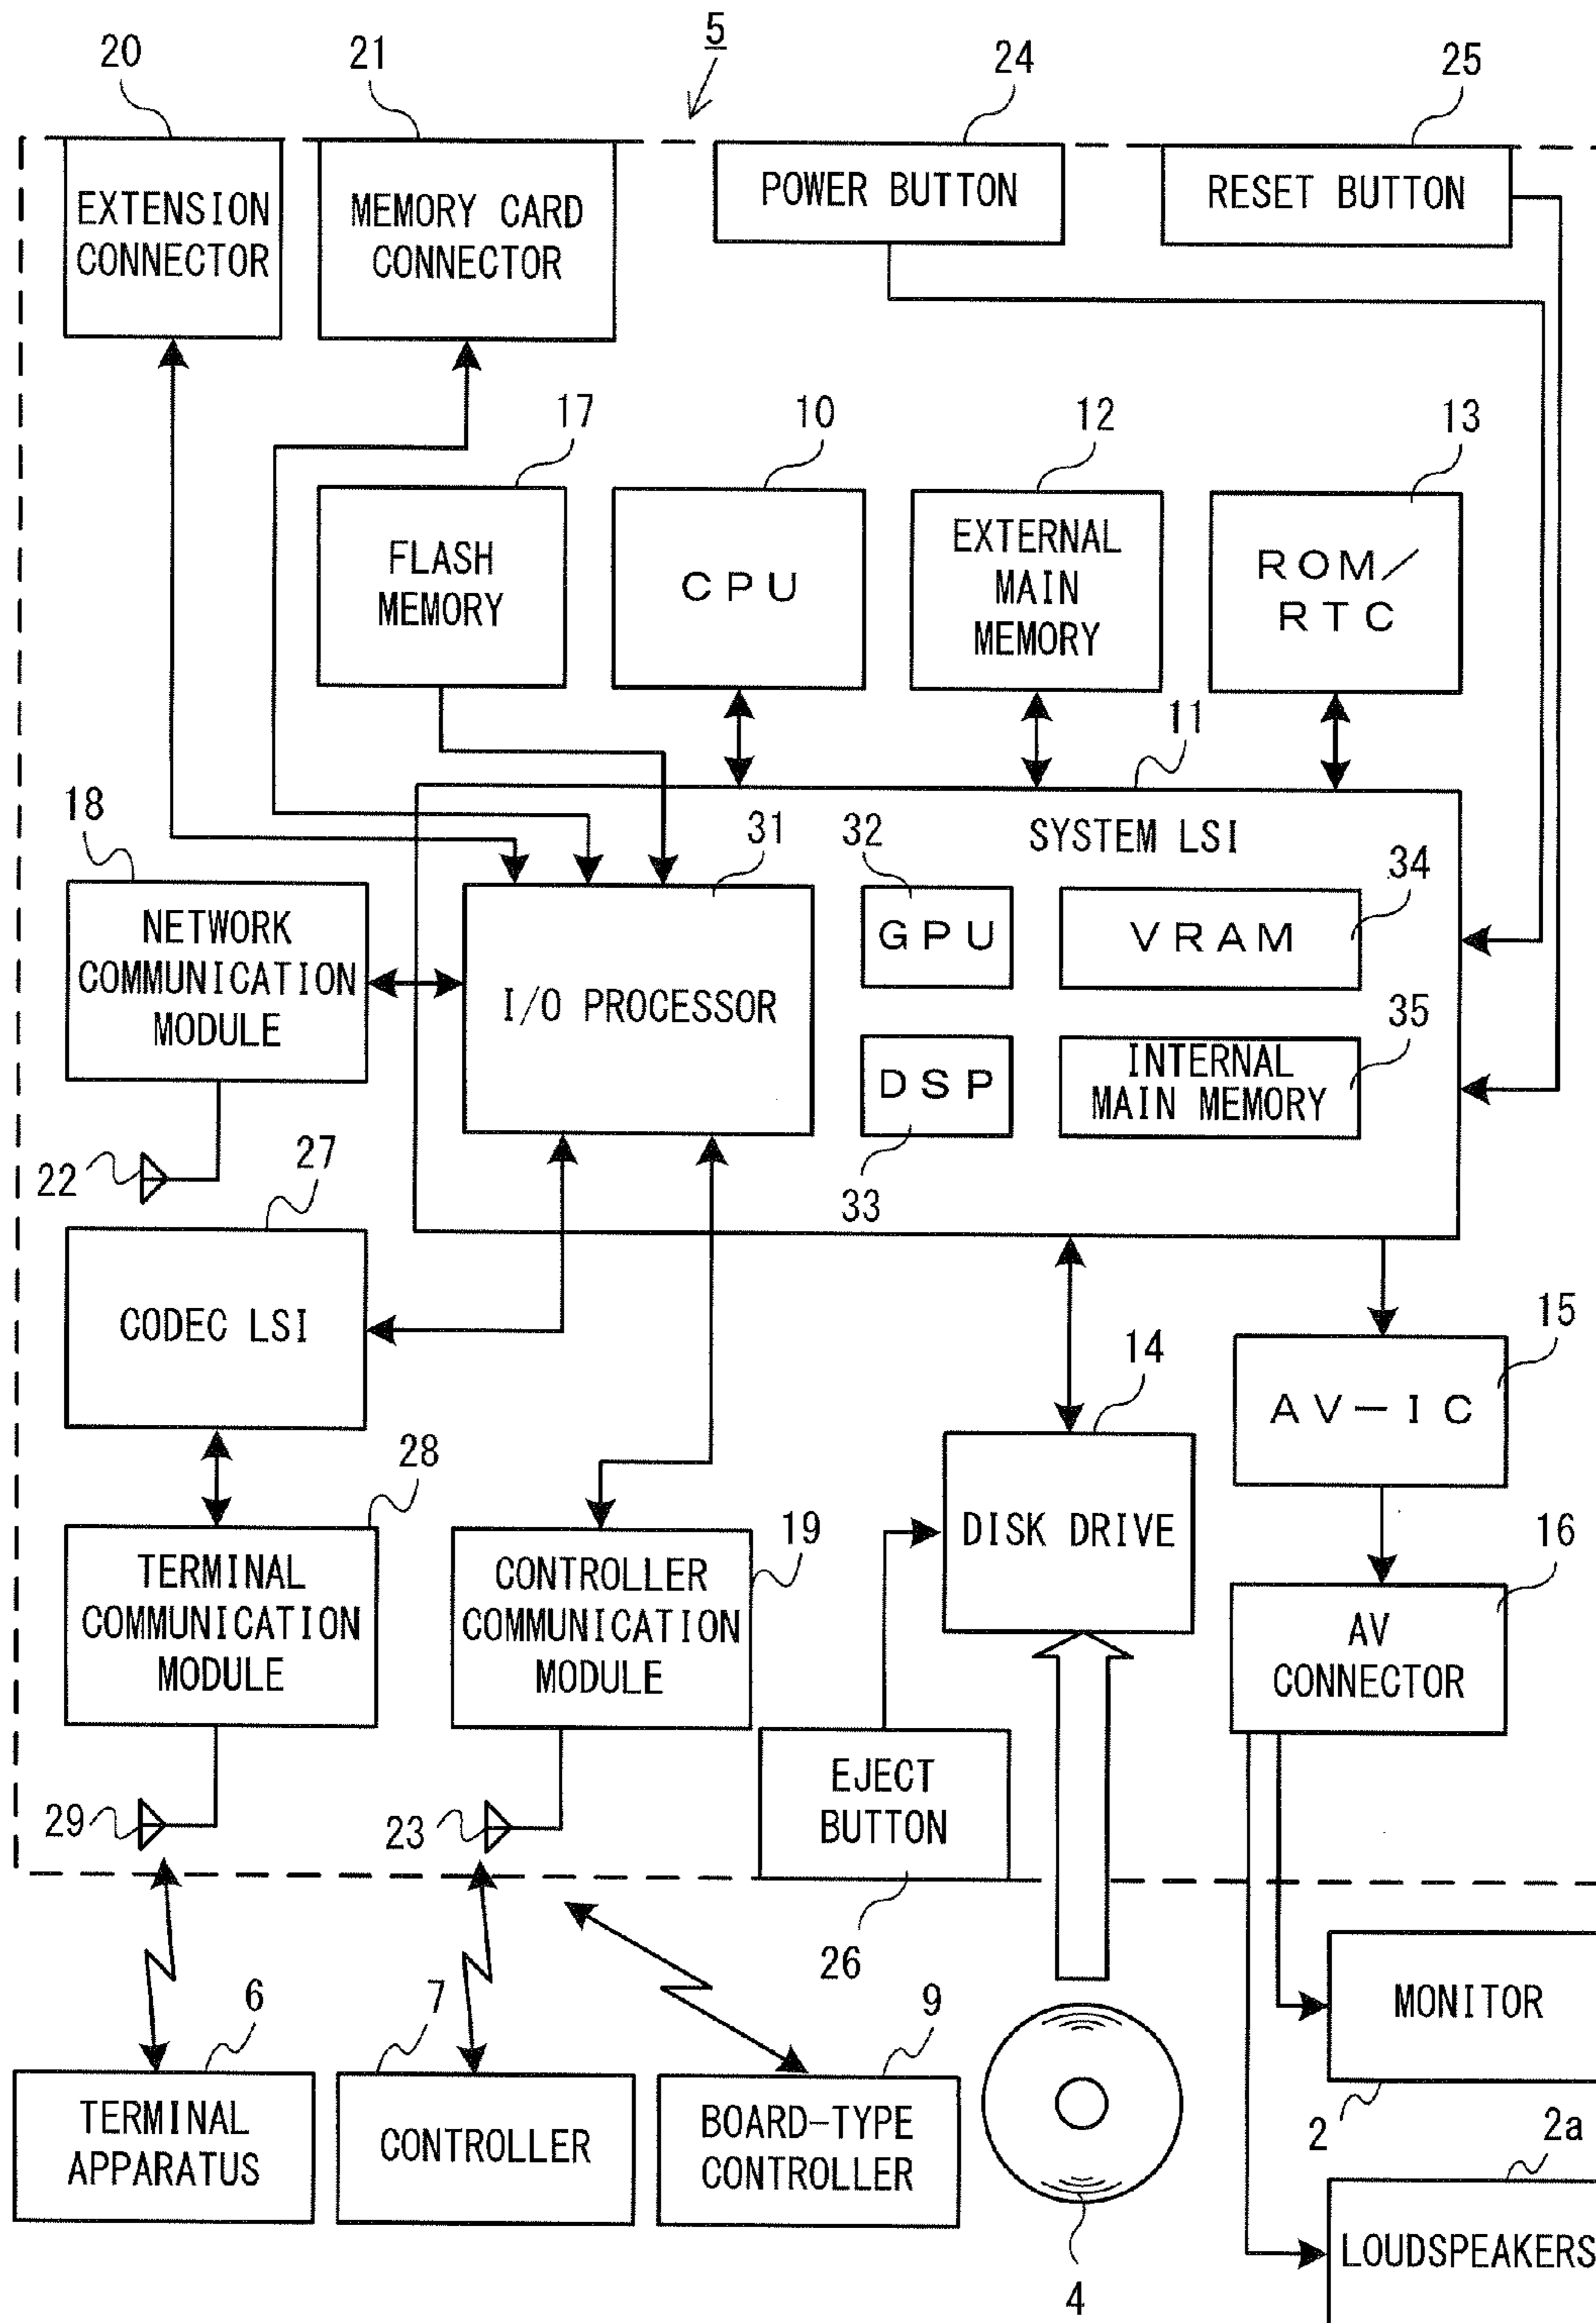 5
20
21
24
25
EXTENSION
CONNECTOR
MEMORY CARD
CONNECTOR
POWER BUTTON
RESET BUTTON
17
10
12
13
FLASH
MEMORY
CPU
EXTERNAL
MAIN
MEMORY
ROM/
RTC
11
18
31
32
SYSTEM LSI
34
NETWORK
COMMUNICATION
MODULE
I/O PROCESSOR
GPU
VRAM
35
DSP
INTERNAL
MAIN MEMORY
22
27
33
CODEC LSI
14
15
AV-IC
28
19
DISK DRIVE
16
TERMINAL
COMMUNICATION
MODULE
CONTROLLER
COMMUNICATION
MODULE
AV
CONNECTOR
29
23
EJECT
BUTTON
26
6
7
9
MONITOR
2
TERMINAL
APPARATUS
CONTROLLER
BOARD-TYPE
CONTROLLER
2a
4
LOUDSPEAKERS